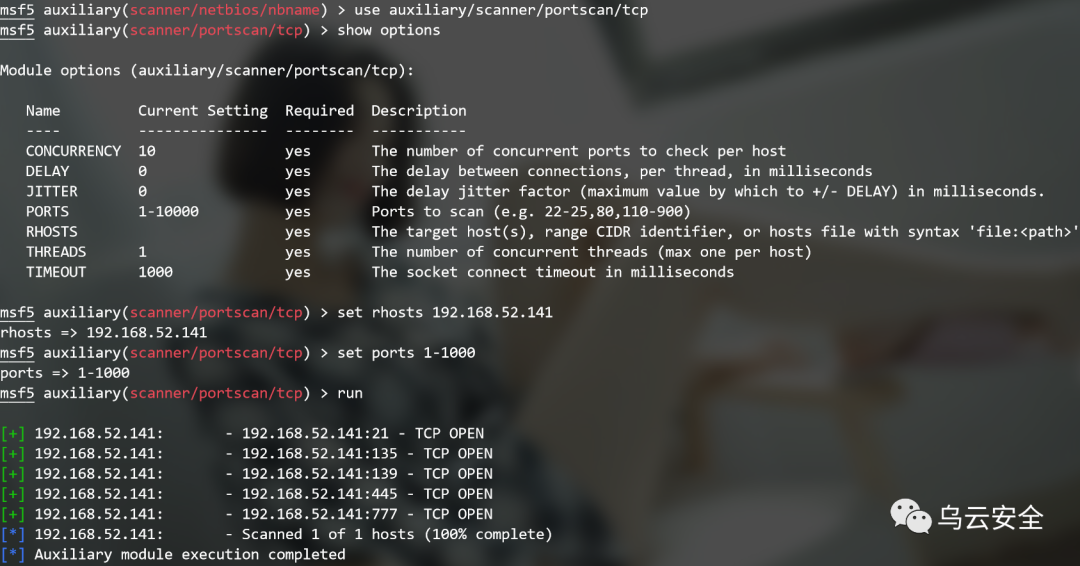 msf5 auxiliary(scanner/netbios/nbname) > use auxiliary/scanner/portscan/tcp
msf5 auxiliary(scanner/portscan/tcp) > show options
Module options (auxiliary/scanner/portscan/tcp):
Name Current Setting Required Description
---- --------------- -------- -----------
CONCURRENCY 10 yes The number of concurrent ports to check per host
DELAY 0 yes The delay between connections, per thread, in milliseconds
JITTER 0 yes The delay jitter factor (maximum value by which to +/- DELAY) in milliseconds.
PORTS 1-10000 yes Ports to scan (e.g. 22-25,80,110-900)
RHOSTS yes The target host(s), range CIDR identifier, or hosts file with syntax 'file:<path>'
THREADS 1 yes The number of concurrent threads (max one per host)
TIMEOUT 1000 yes The socket connect timeout in milliseconds
msf5 auxiliary(scanner/portscan/tcp) > set rhosts 192.168.52.141
rhosts => 192.168.52.141
msf5 auxiliary(scanner/portscan/tcp) > set ports 1-1000
ports => 1-1000
msf5 auxiliary(scanner/portscan/tcp) > run
[+] 192.168.52.141: - 192.168.52.141:21 - TCP OPEN
[+] 192.168.52.141: - 192.168.52.141:135 - TCP OPEN
[+] 192.168.52.141: - 192.168.52.141:139 - TCP OPEN
[+] 192.168.52.141: - 192.168.52.141:445 - TCP OPEN
[+] 192.168.52.141: - 192.168.52.141:777 - TCP OPEN
[*] 192.168.52.141: - Scanned 1 of 1 hosts (100% complete)
[*] Auxiliary module execution completed
乌云安全